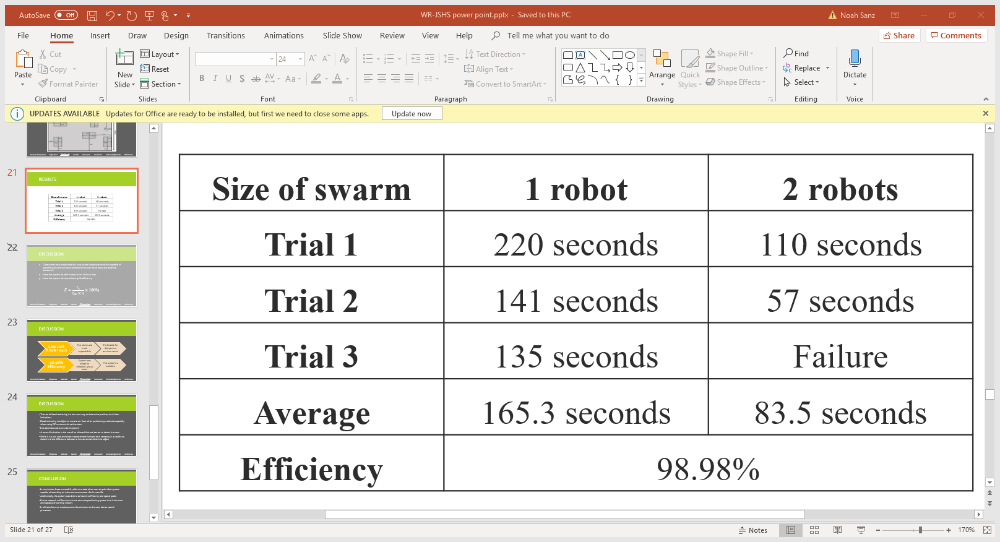 AutoSave Off WR-JSHS power point.pptx - Saved to this PC Noah Sanz
File Home Insert Draw Design Transitions Animations Slide Show Review View Help Tell me what you want to do Share Comments
Paste Cut Copy Format Painter Clipboard
New Slide Layout Reset Section Slides
24 B I U S ab AV Aa A Font
Text Direction Align Text Convert to SmartArt Paragraph
Arrange Quick Styles Shape Fill Shape Outline Shape Effects Drawing
Find Replace Select Editing
Dictate Voice
UPDATES AVAILABLE Updates for Office are ready to be installed, but first we need to close some apps. Update now
21
RESULTS
22
DISCUSSION
23
DISCUSSION
24
DISCUSSION
25
CONCLUSION
Size of swarm 1 robot 2 robots
Trial 1 220 seconds 110 seconds
Trial 2 141 seconds 57 seconds
Trial 3 135 seconds Failure
Average 165.3 seconds 83.5 seconds
Efficiency 98.98%
Slide 21 of 27 Notes 170%